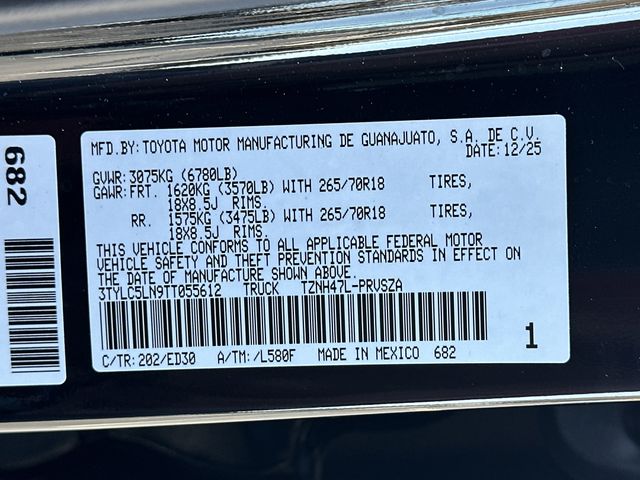 682
MFD.BY:TOYOTA MOTOR MANUFACTURING DE GUANAJUATO, S.A. DE C.V.
DATE:12/25
GVWR:3075KG (6780LB)
GAWR:FRT. 1620KG (3570LB) WITH 265/70R18 TIRES,
18X8.5J RIMS.
RR. 1575KG (3475LB) WITH 265/70R18 TIRES,
18X8.5J RIMS.
THIS VEHICLE CONFORMS TO ALL APPLICABLE FEDERAL MOTOR
VEHICLE SAFETY AND THEFT PREVENTION STANDARDS IN EFFECT ON
THE DATE OF MANUFACTURE SHOWN ABOVE.
3TYLC5LN9TT055612 TRUCK TZNH47L-PRVSZA
C/TR:202/ED30 A/TM:/L580F MADE IN MEXICO 682
1